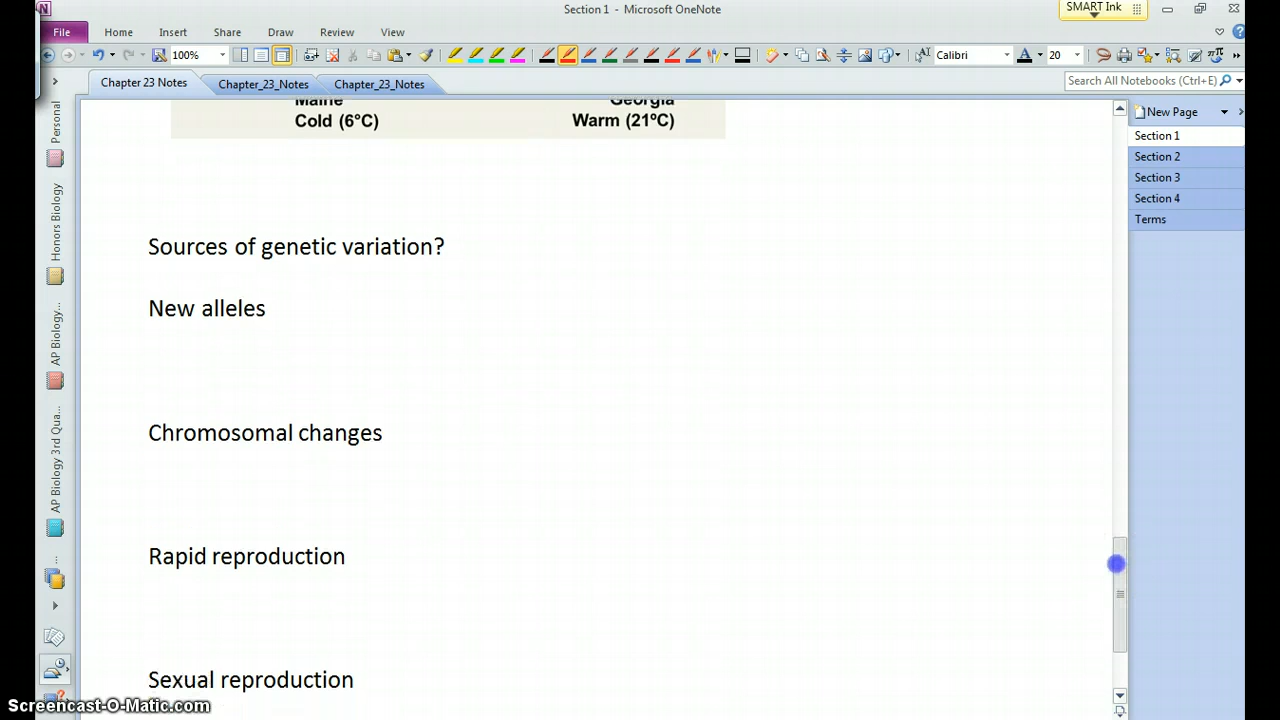 Section 1 - Microsoft OneNote
SMART Ink
File Home Insert Share Draw Review View
100% Calibri 20
Chapter 23 Notes Chapter_23_Notes Chapter_23_Notes
Search All Notebooks (Ctrl+E)
New Page
Section 1
Section 2
Section 3
Section 4
Terms
Personal
Honors Biology
AP Biology...
AP Biology 3rd Qua...
Maine Georgia
Cold (6°C) Warm (21°C)
Sources of genetic variation?
New alleles
Chromosomal changes
Rapid reproduction
Sexual reproduction
Screencast-O-Matic.com